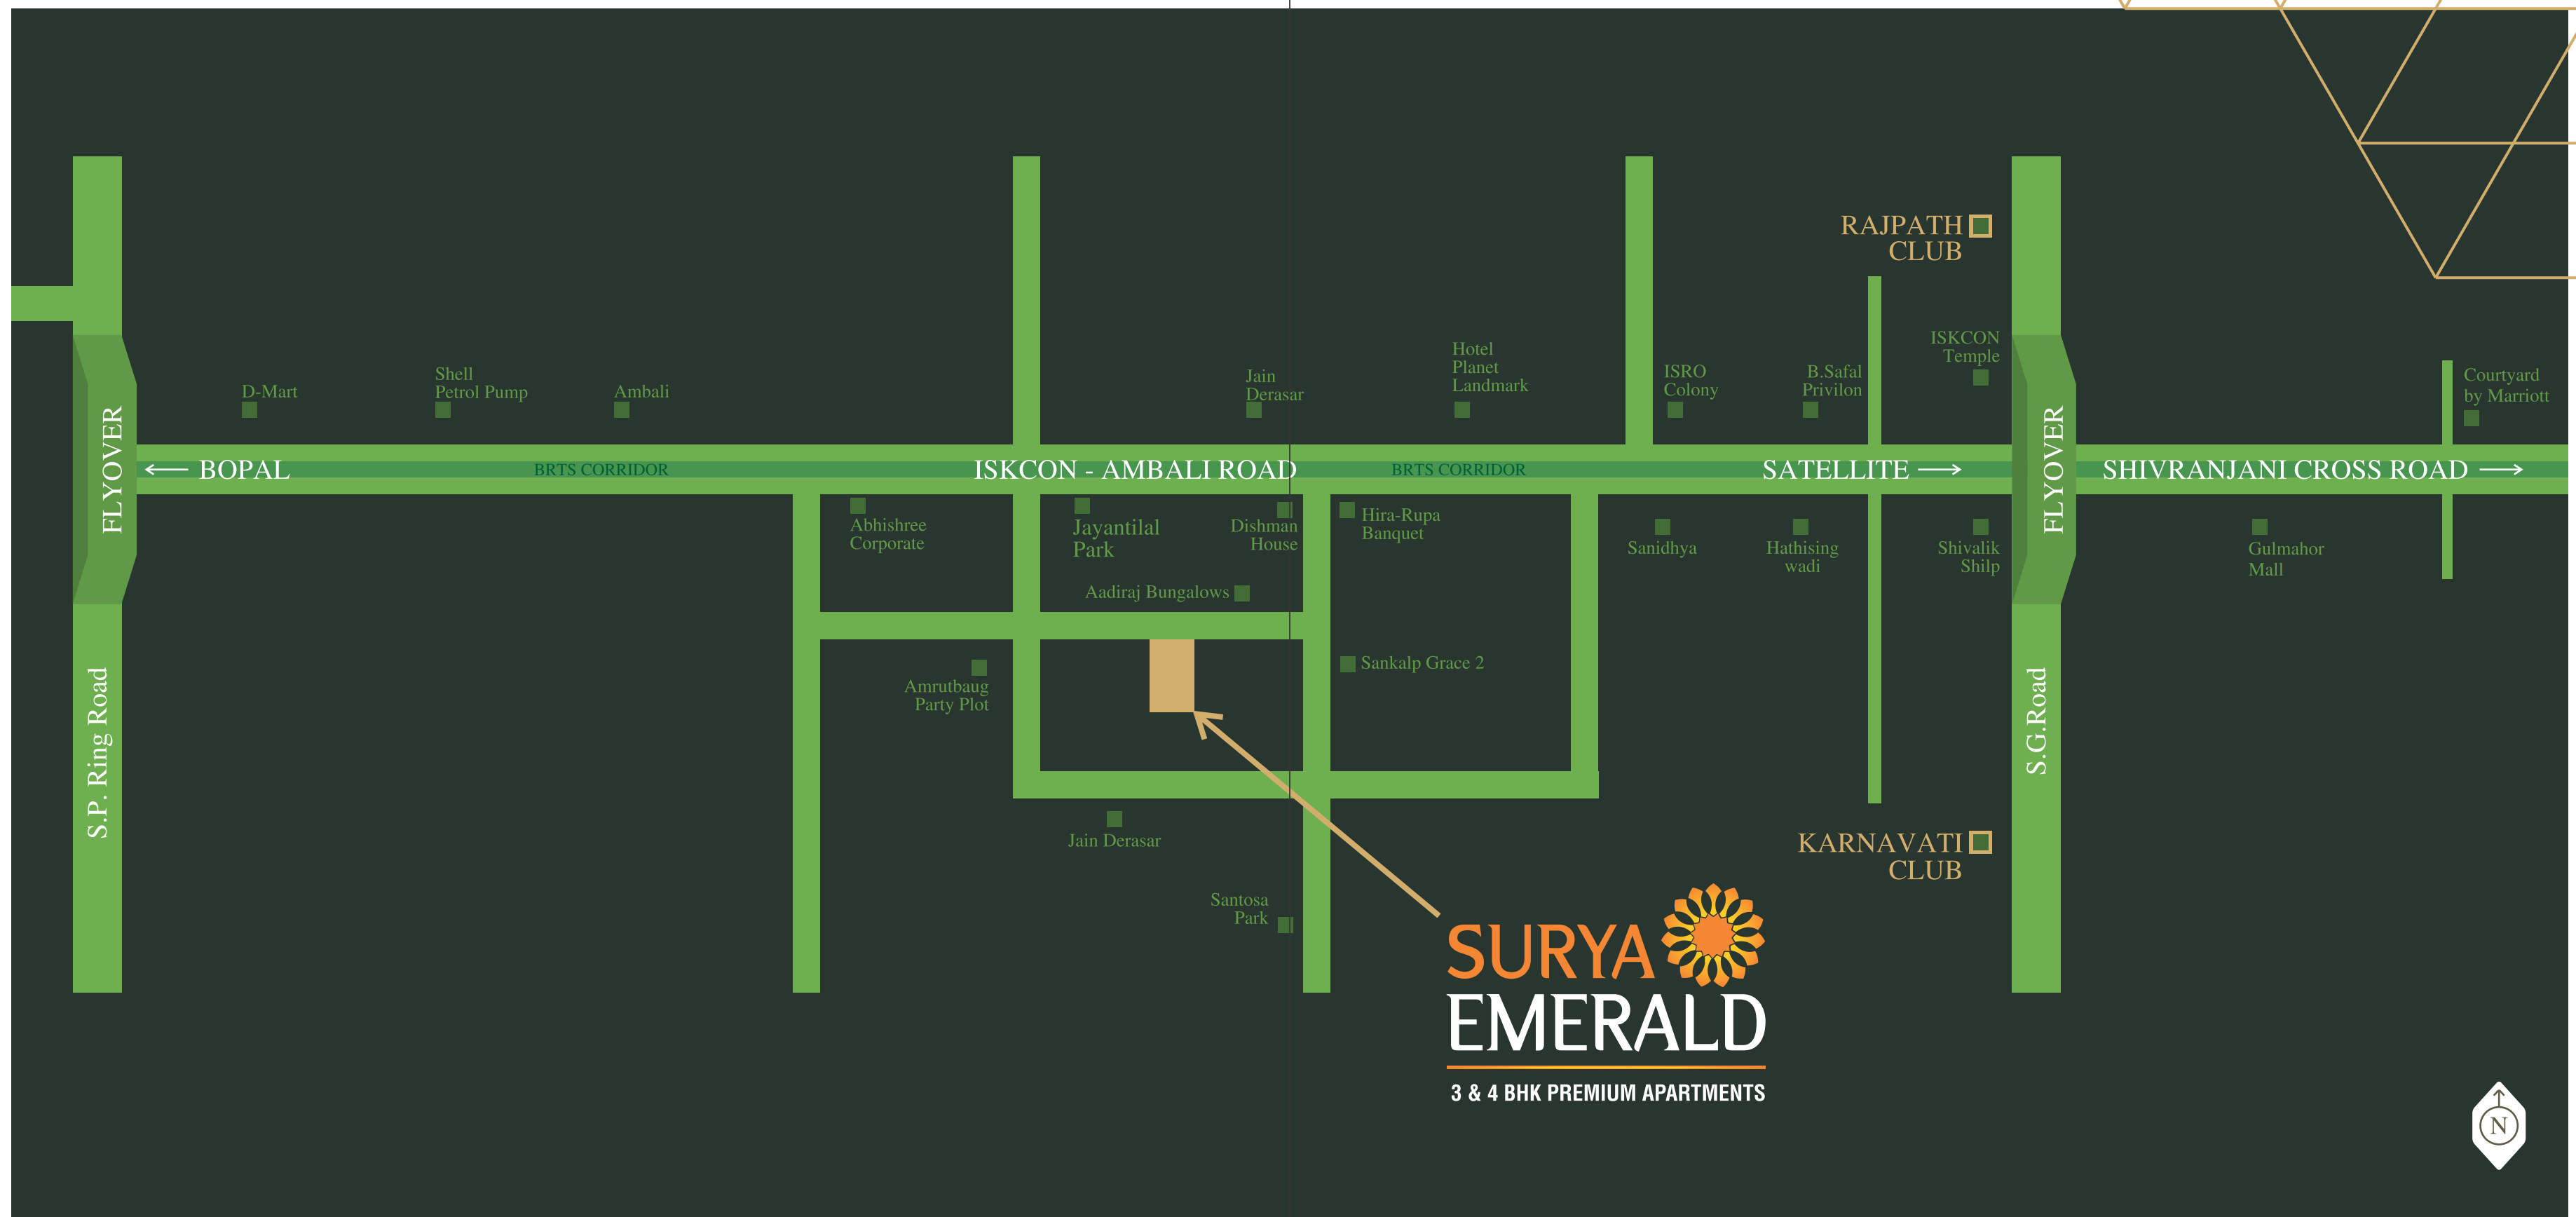 RAJPATH
CLUB
ISKCON
Temple
D-Mart
Shell
Petrol Pump
Ambali
Jain
Derasar
Hotel
Planet
Landmark
ISRO
Colony
B.Safal
Privilon
Courtyard
by Marriott
FLYOVER
← BOPAL
BRTS CORRIDOR
ISKCON - AMBALI ROAD
BRTS CORRIDOR
SATELLITE →
FLYOVER
SHIVRANJANI CROSS ROAD →
Abhishree
Corporate
Jayantilal
Park
Dishman
House
Hira-Rupa
Banquet
Sanidhya
Hathising
wadi
Shivalik
Shilp
Gulmahor
Mall
Aadiraj Bungalows
Amrutbaug
Party Plot
Sankalp Grace 2
S.P. Ring Road
S.G.Road
Jain Derasar
KARNAVATI
CLUB
Santosa
Park
SURYA
EMERALD
3 & 4 BHK PREMIUM APARTMENTS
N